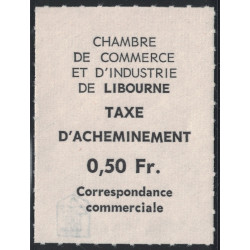 CHAMBRE
DE COMMERCE
ET D'INDUSTRIE
DE LIBOURNE
TAXE
D'ACHEMINEMENT
0,50 Fr.
Correspondance
commerciale